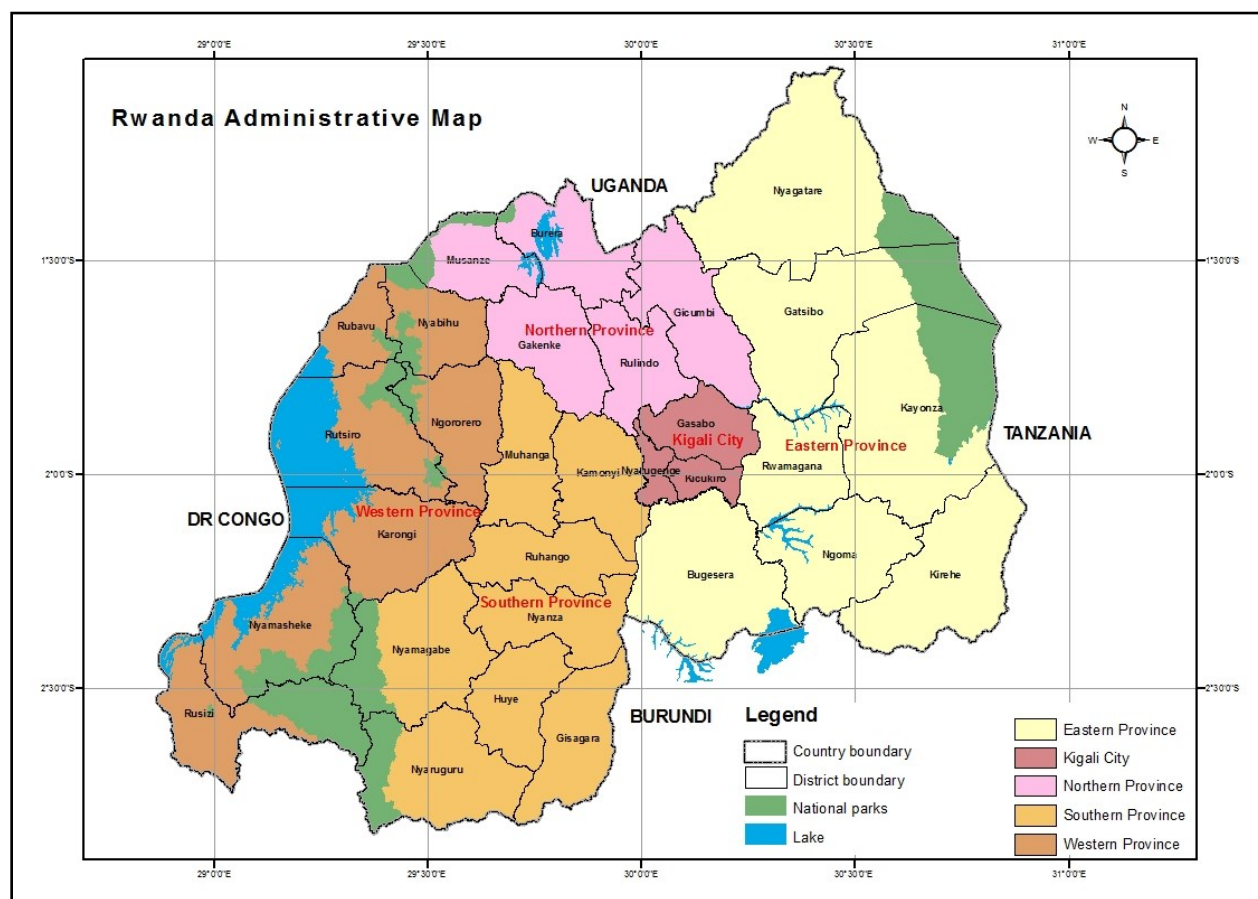 29°0'0"E
29°30'0"E
30°0'0"E
30°30'0"E
31°0'0"E
Rwanda Administrative Map
N
W
E
S
UGANDA
Nyagatare
Burera
Musanze
1°30'0"S
1°30'0"S
Gatsibo
Gicumbi
Rubavu
Nyabihu
Northern Province
Gakenke
Rulindo
Kayonza
Gasabo
Ngororero
Rutsiro
Kigali City
Eastern Province
TANZANIA
Muhanga
Rwamagana
Nyarugenge
Kamonyi
Kicukiro
2°0'0"S
2°0'0"S
DR CONGO
Western Province
Karongi
Ruhango
Ngoma
Bugesera
Kirehe
Southern Province
Nyanza
Nyamasheke
Nyamagabe
2°30'0"S
2°30'0"S
Huye
Rusizi
BURUNDI
Gisagara
Nyaruguru
Legend
Country boundary
District boundary
National parks
Lake
Eastern Province
Kigali City
Northern Province
Southern Province
Western Province
29°0'0"E
29°30'0"E
30°0'0"E
30°30'0"E
31°0'0"E